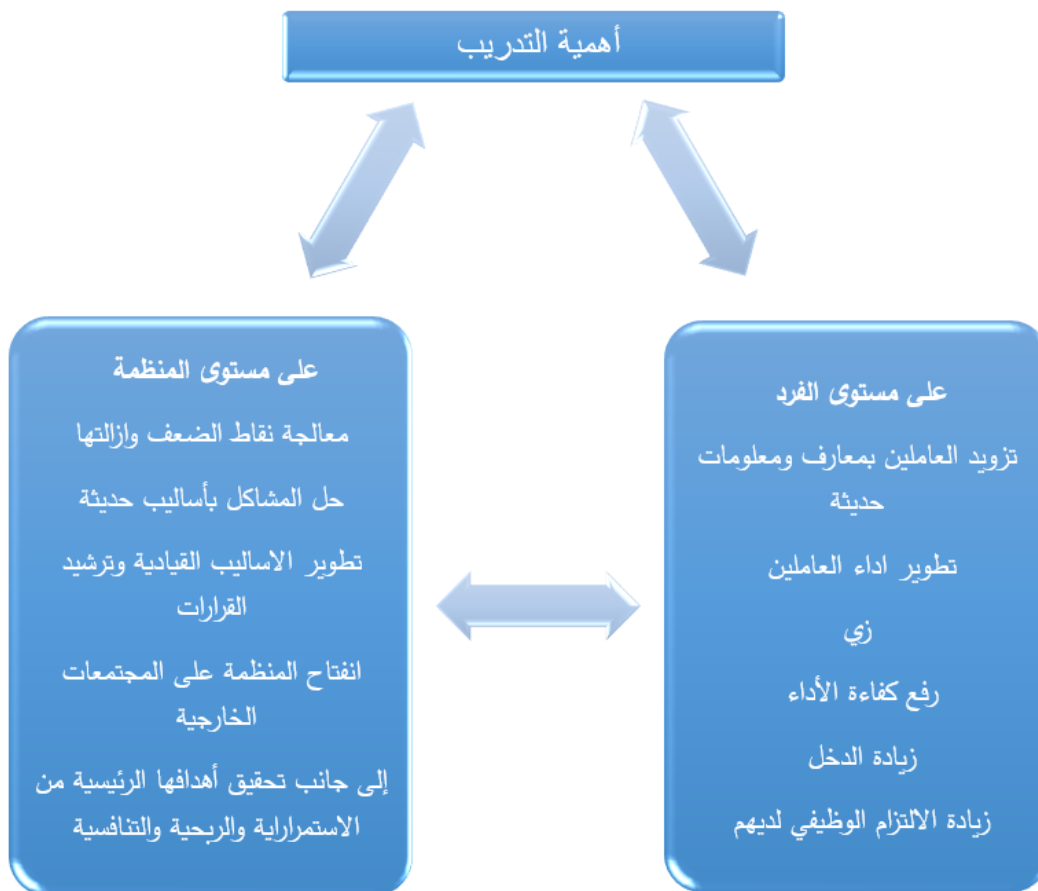 أهمية التدريب
على مستوى الفرد
تزويد العاملين بمعارف ومعلومات
حديثة
تطوير اداء العاملين
زي
رفع كفاءة الأداء
زيادة الدخل
زيادة الالتزام الوظيفي لديهم
على مستوى المنظمة
معالجة نقاط الضعف وازالتها
حل المشاكل بأساليب حديثة
تطوير الاساليب القيادية وترشيد
القرارات
انفتاح المنظمة على المجتمعات
الخارجية
إلى جانب تحقيق أهدافها الرئيسية من
الاستمراراية والربحية والتنافسية